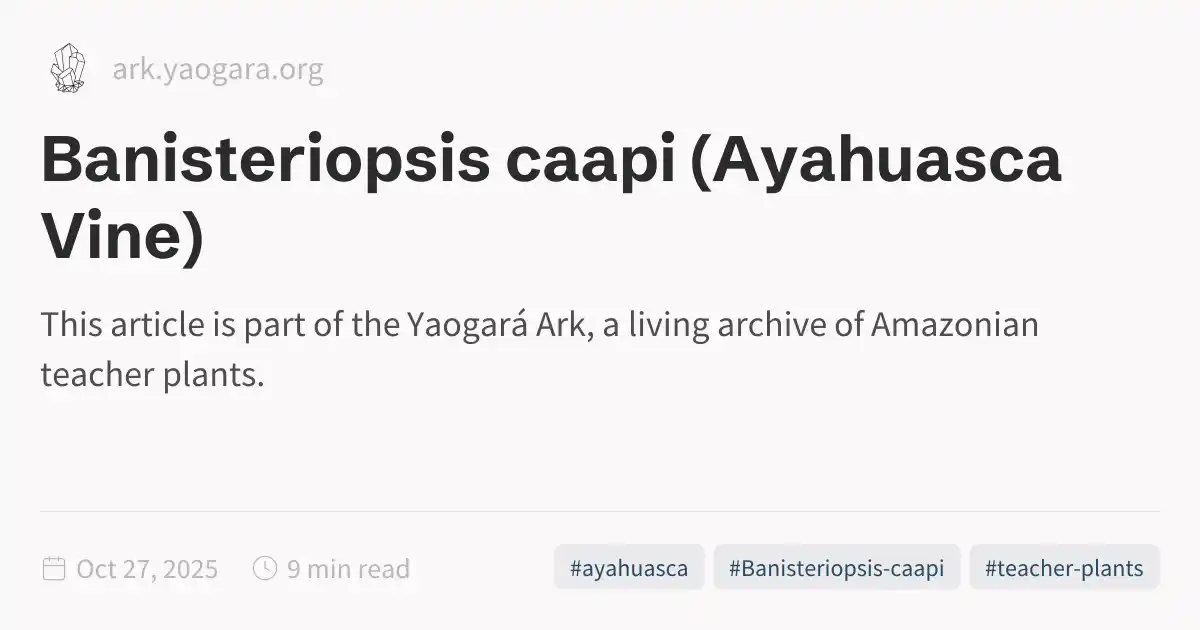 ark.yaogara.org
Banisteriopsis caapi (Ayahuasca
Vine)
This article is part of the Yaogará Ark, a living archive of Amazonian
teacher plants.
Oct 27, 2025 9 min read #ayahuasca #Banisteriopsis-caapi #teacher-plants